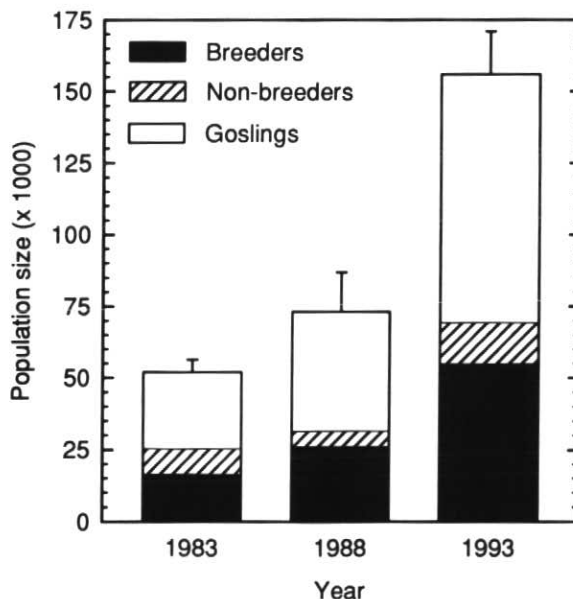 175
150
125
100
75
50
25
0
Population size (x 1000)
Breeders
Non-breeders
Goslings
1983
1988
1993
Year